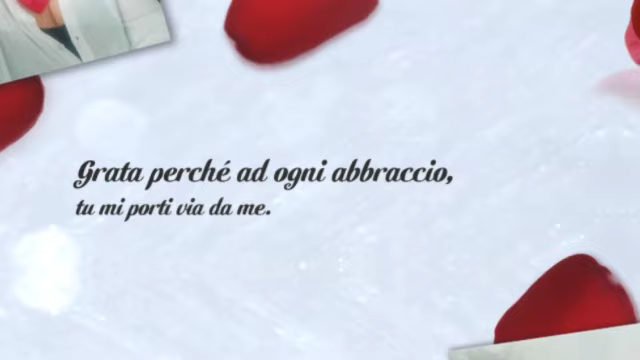 Grata perché ad ogni abbraccio,
tu mi porti via da me.